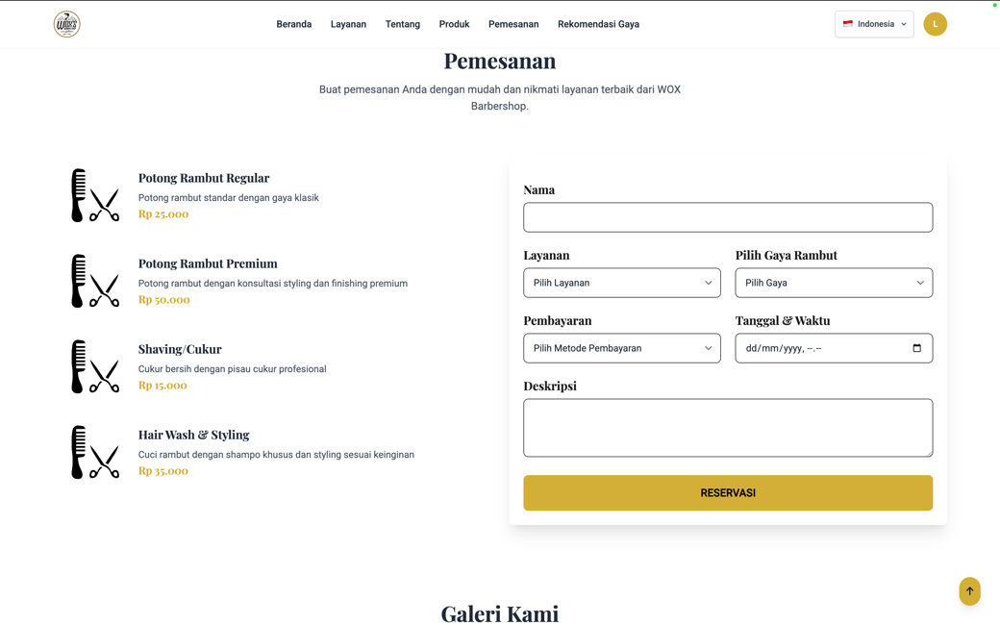 WOX'S
Beranda
Layanan
Tentang
Produk
Pemesanan
Rekomendasi Gaya
Indonesia
L
Pemesanan
Buat pemesanan Anda dengan mudah dan nikmati layanan terbaik dari WOX
Barbershop.
Potong Rambut Regular
Potong rambut standar dengan gaya klasik
Rp 25.000
Potong Rambut Premium
Potong rambut dengan konsultasi styling dan finishing premium
Rp 50.000
Shaving/Cukur
Cukur bersih dengan pisau cukur profesional
Rp 15.000
Hair Wash & Styling
Cuci rambut dengan shampo khusus dan styling sesuai keinginan
Rp 35.000
Nama
Layanan
Pilih Layanan
Pilih Gaya Rambut
Pilih Gaya
Pembayaran
Pilih Metode Pembayaran
Tanggal & Waktu
dd/mm/yyyy, --.--
Deskripsi
RESERVASI
Galeri Kami